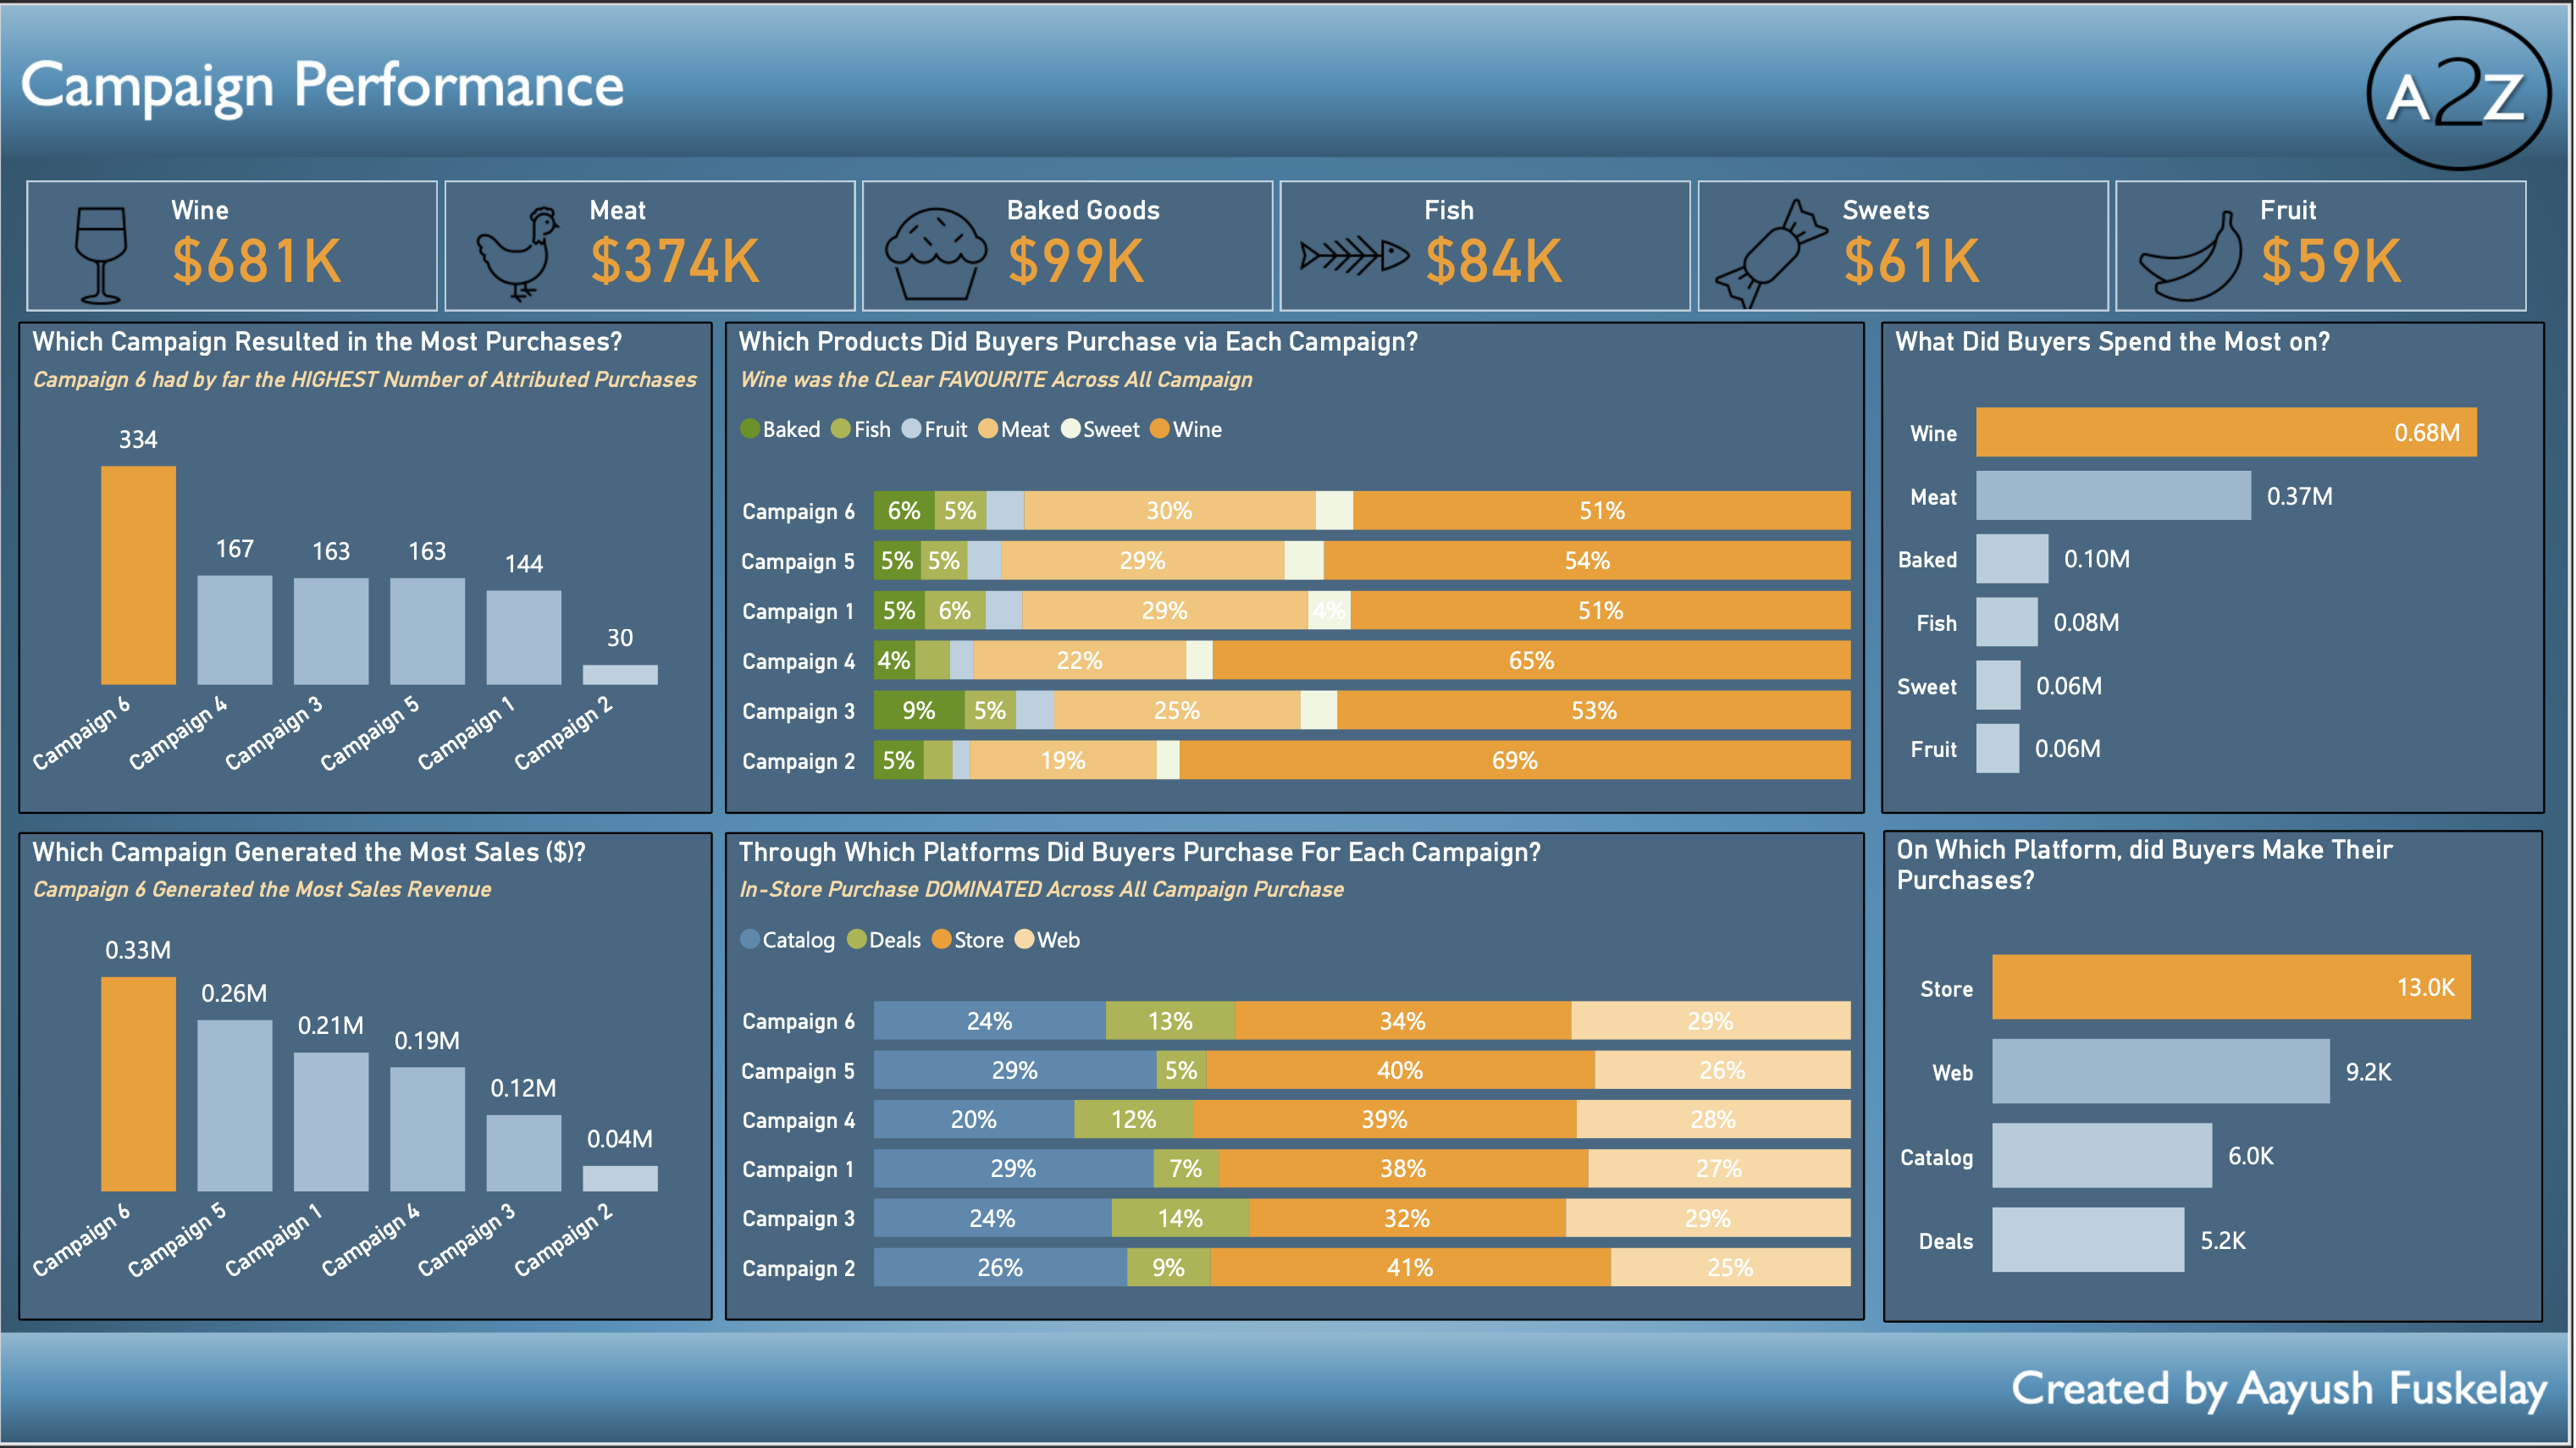 Campaign Performance
A2Z
Wine
$681K
Meat
$374K
Baked Goods
$99K
Fish
$84K
Sweets
$61K
Fruit
$59K
Which Campaign Resulted in the Most Purchases?
Campaign 6 had by far the HIGHEST Number of Attributed Purchases
334
167
163
163
144
30
Campaign 6
Campaign 4
Campaign 3
Campaign 5
Campaign 1
Campaign 2
Which Products Did Buyers Purchase via Each Campaign?
Wine was the CLear FAVOURITE Across All Campaign
Baked Fish Fruit Meat Sweet Wine
Campaign 6 6% 5% 30% 51%
Campaign 5 5% 5% 29% 54%
Campaign 1 5% 6% 29% 4% 51%
Campaign 4 4% 22% 65%
Campaign 3 9% 5% 25% 53%
Campaign 2 5% 19% 69%
What Did Buyers Spend the Most on?
Wine 0.68M
Meat 0.37M
Baked 0.10M
Fish 0.08M
Sweet 0.06M
Fruit 0.06M
Which Campaign Generated the Most Sales ($)?
Campaign 6 Generated the Most Sales Revenue
0.33M
0.26M
0.21M
0.19M
0.12M
0.04M
Campaign 6
Campaign 5
Campaign 1
Campaign 4
Campaign 3
Campaign 2
Through Which Platforms Did Buyers Purchase For Each Campaign?
In-Store Purchase DOMINATED Across All Campaign Purchase
Catalog Deals Store Web
Campaign 6 24% 13% 34% 29%
Campaign 5 29% 5% 40% 26%
Campaign 4 20% 12% 39% 28%
Campaign 1 29% 7% 38% 27%
Campaign 3 24% 14% 32% 29%
Campaign 2 26% 9% 41% 25%
On Which Platform, did Buyers Make Their
Purchases?
Store 13.0K
Web 9.2K
Catalog 6.0K
Deals 5.2K
Created by Aayush Fuskelay